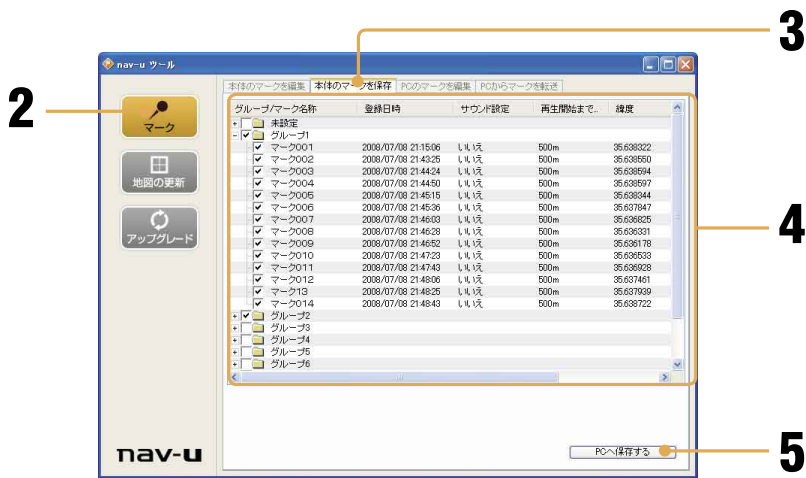 3
nav-u ツール
本体のマークを編集 本体のマークを保存 PCのマークを編集 PCからマークを転送
2
マーク
地図の更新
アップグレード
グループ/マーク名称 登録日時 サウンド設定 再生開始まで.. 緯度
未設定
グループ1
マーク001 2008/07/08 21:15:06 いいえ 500m 35.638322
マーク002 2008/07/08 21:43:25 いいえ 500m 35.638550
マーク003 2008/07/08 21:44:24 いいえ 500m 35.638594
マーク004 2008/07/08 21:44:50 いいえ 500m 35.638597
マーク005 2008/07/08 21:45:15 いいえ 500m 35.638344
マーク006 2008/07/08 21:45:36 いいえ 500m 35.637847
マーク007 2008/07/08 21:46:03 いいえ 500m 35.636825
マーク008 2008/07/08 21:46:28 いいえ 500m 35.636331
マーク009 2008/07/08 21:46:52 いいえ 500m 35.636178
マーク010 2008/07/08 21:47:23 いいえ 500m 35.636533
マーク011 2008/07/08 21:47:43 いいえ 500m 35.636928
マーク012 2008/07/08 21:48:06 いいえ 500m 35.637461
マーク13 2008/07/08 21:48:25 いいえ 500m 35.637939
マーク014 2008/07/08 21:48:43 いいえ 500m 35.638722
グループ2
グループ3
グループ4
グループ5
グループ6
4
nav-u
PCへ保存する
5